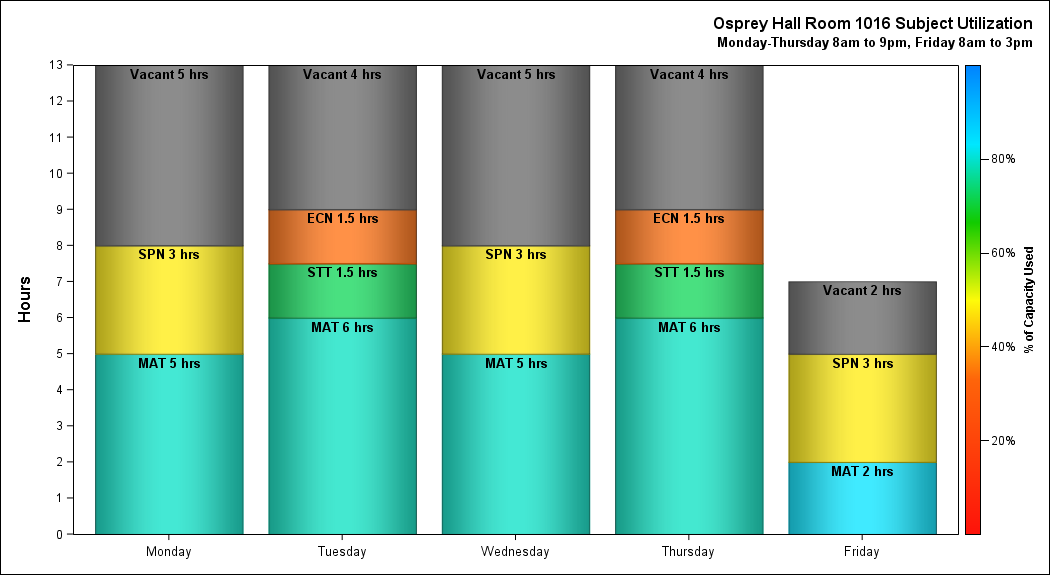 Osprey Hall Room 1016 Subject Utilization
Monday-Thursday 8am to 9pm, Friday 8am to 3pm
Hours
13
12
11
10
9
8
7
6
5
4
3
2
1
0
Vacant 5 hrs
SPN 3 hrs
MAT 5 hrs
Vacant 4 hrs
ECN 1.5 hrs
STT 1.5 hrs
MAT 6 hrs
Vacant 5 hrs
SPN 3 hrs
MAT 5 hrs
Vacant 4 hrs
ECN 1.5 hrs
STT 1.5 hrs
MAT 6 hrs
Vacant 2 hrs
SPN 3 hrs
MAT 2 hrs
Monday Tuesday Wednesday Thursday Friday
80%
60%
40%
20%
% of Capacity Used